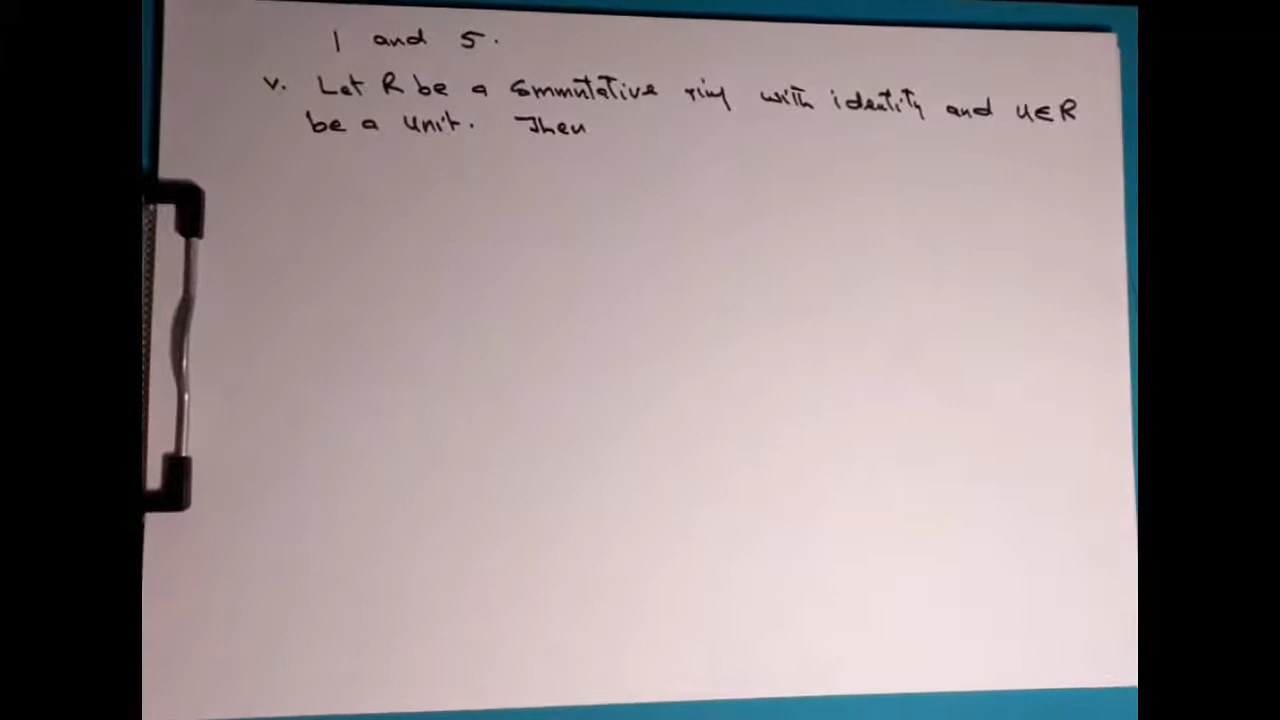 1 and 5.
v. Let R be a commutative ring with identity and u∈R
be a unit. Then